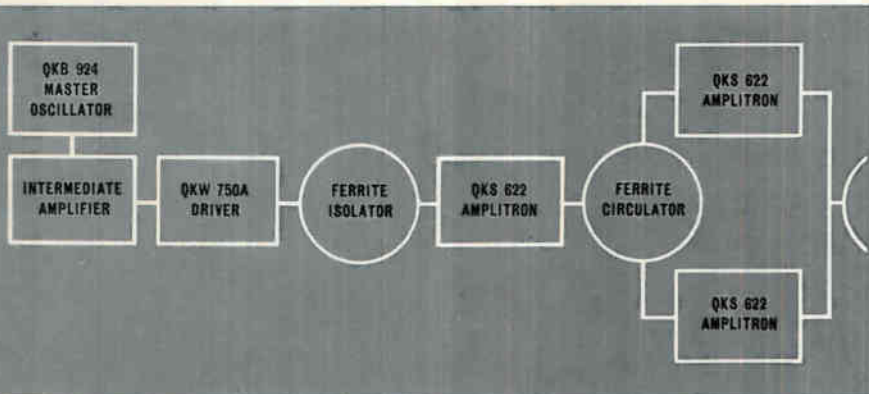 QKB 924
MASTER
OSCILLATOR
INTERMEDIATE
AMPLIFIER
QKW 750A
DRIVER
FERRITE
ISOLATOR
QKS 622
AMPLITRON
FERRITE
CIRCULATOR
QKS 622
AMPLITRON
QKS 622
AMPLITRON